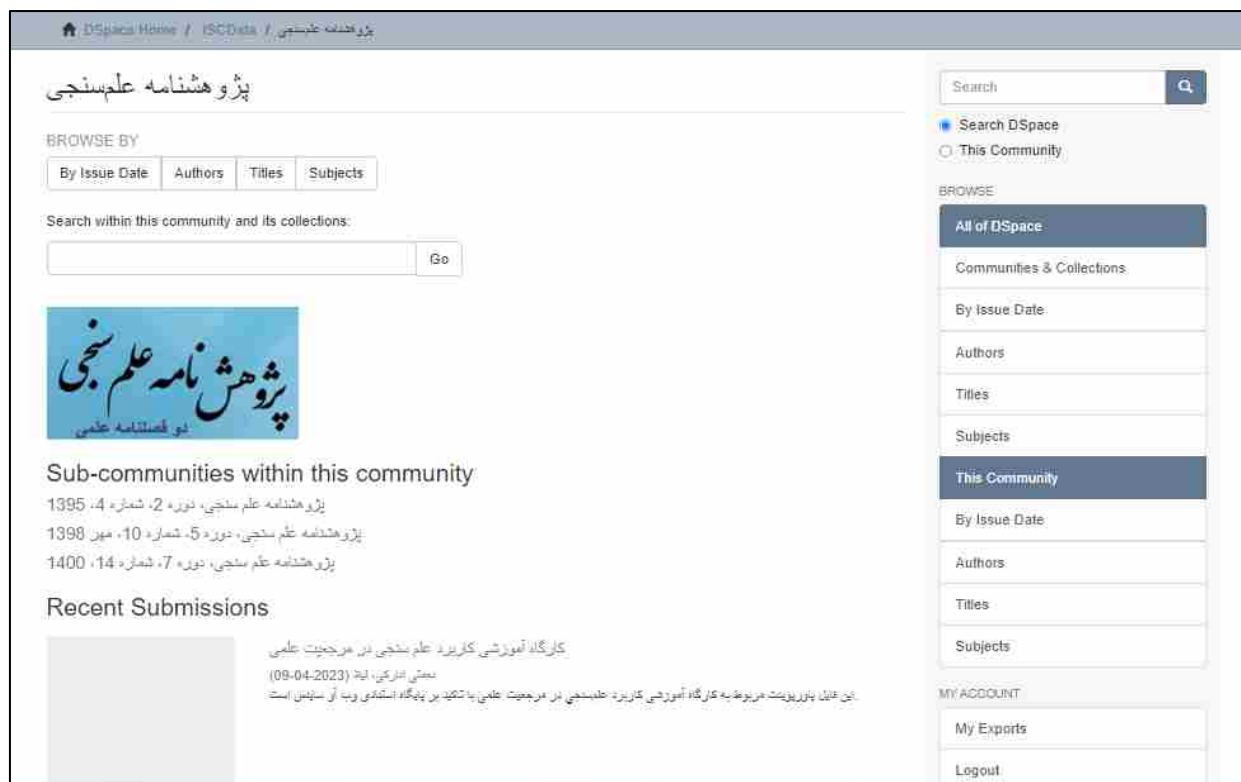 DSpace Home / ISCData / پژوهشنامه علم‌سنجی
پژوهشنامه علم‌سنجی
BROWSE BY
By Issue Date
Authors
Titles
Subjects
Search within this community and its collections:
Go
پژوهش نامه علم سنجی
دو فصلنامه علمی
Sub-communities within this community
پژوهشنامه علم سنجی، دوره 2، شماره 4، 1395
پژوهشنامه علم سنجی، دوره 5، شماره 10، مهر 1398
پژوهشنامه علم سنجی، دوره 7، شماره 14، 1400
Recent Submissions
کارگاه آموزشی کاربرد علم سنجی در مرجعیت علمی
نعمتی انارکی، لیلا (2023-04-09)
این فایل پاورپوینت مربوط به کارگاه آموزشی کاربرد علم‌سنجی در مرجعیت علمی با تاکید بر پایگاه استنادی وب آو ساینس است.
Search
Search DSpace
This Community
BROWSE
All of DSpace
Communities & Collections
By Issue Date
Authors
Titles
Subjects
This Community
By Issue Date
Authors
Titles
Subjects
MY ACCOUNT
My Exports
Logout